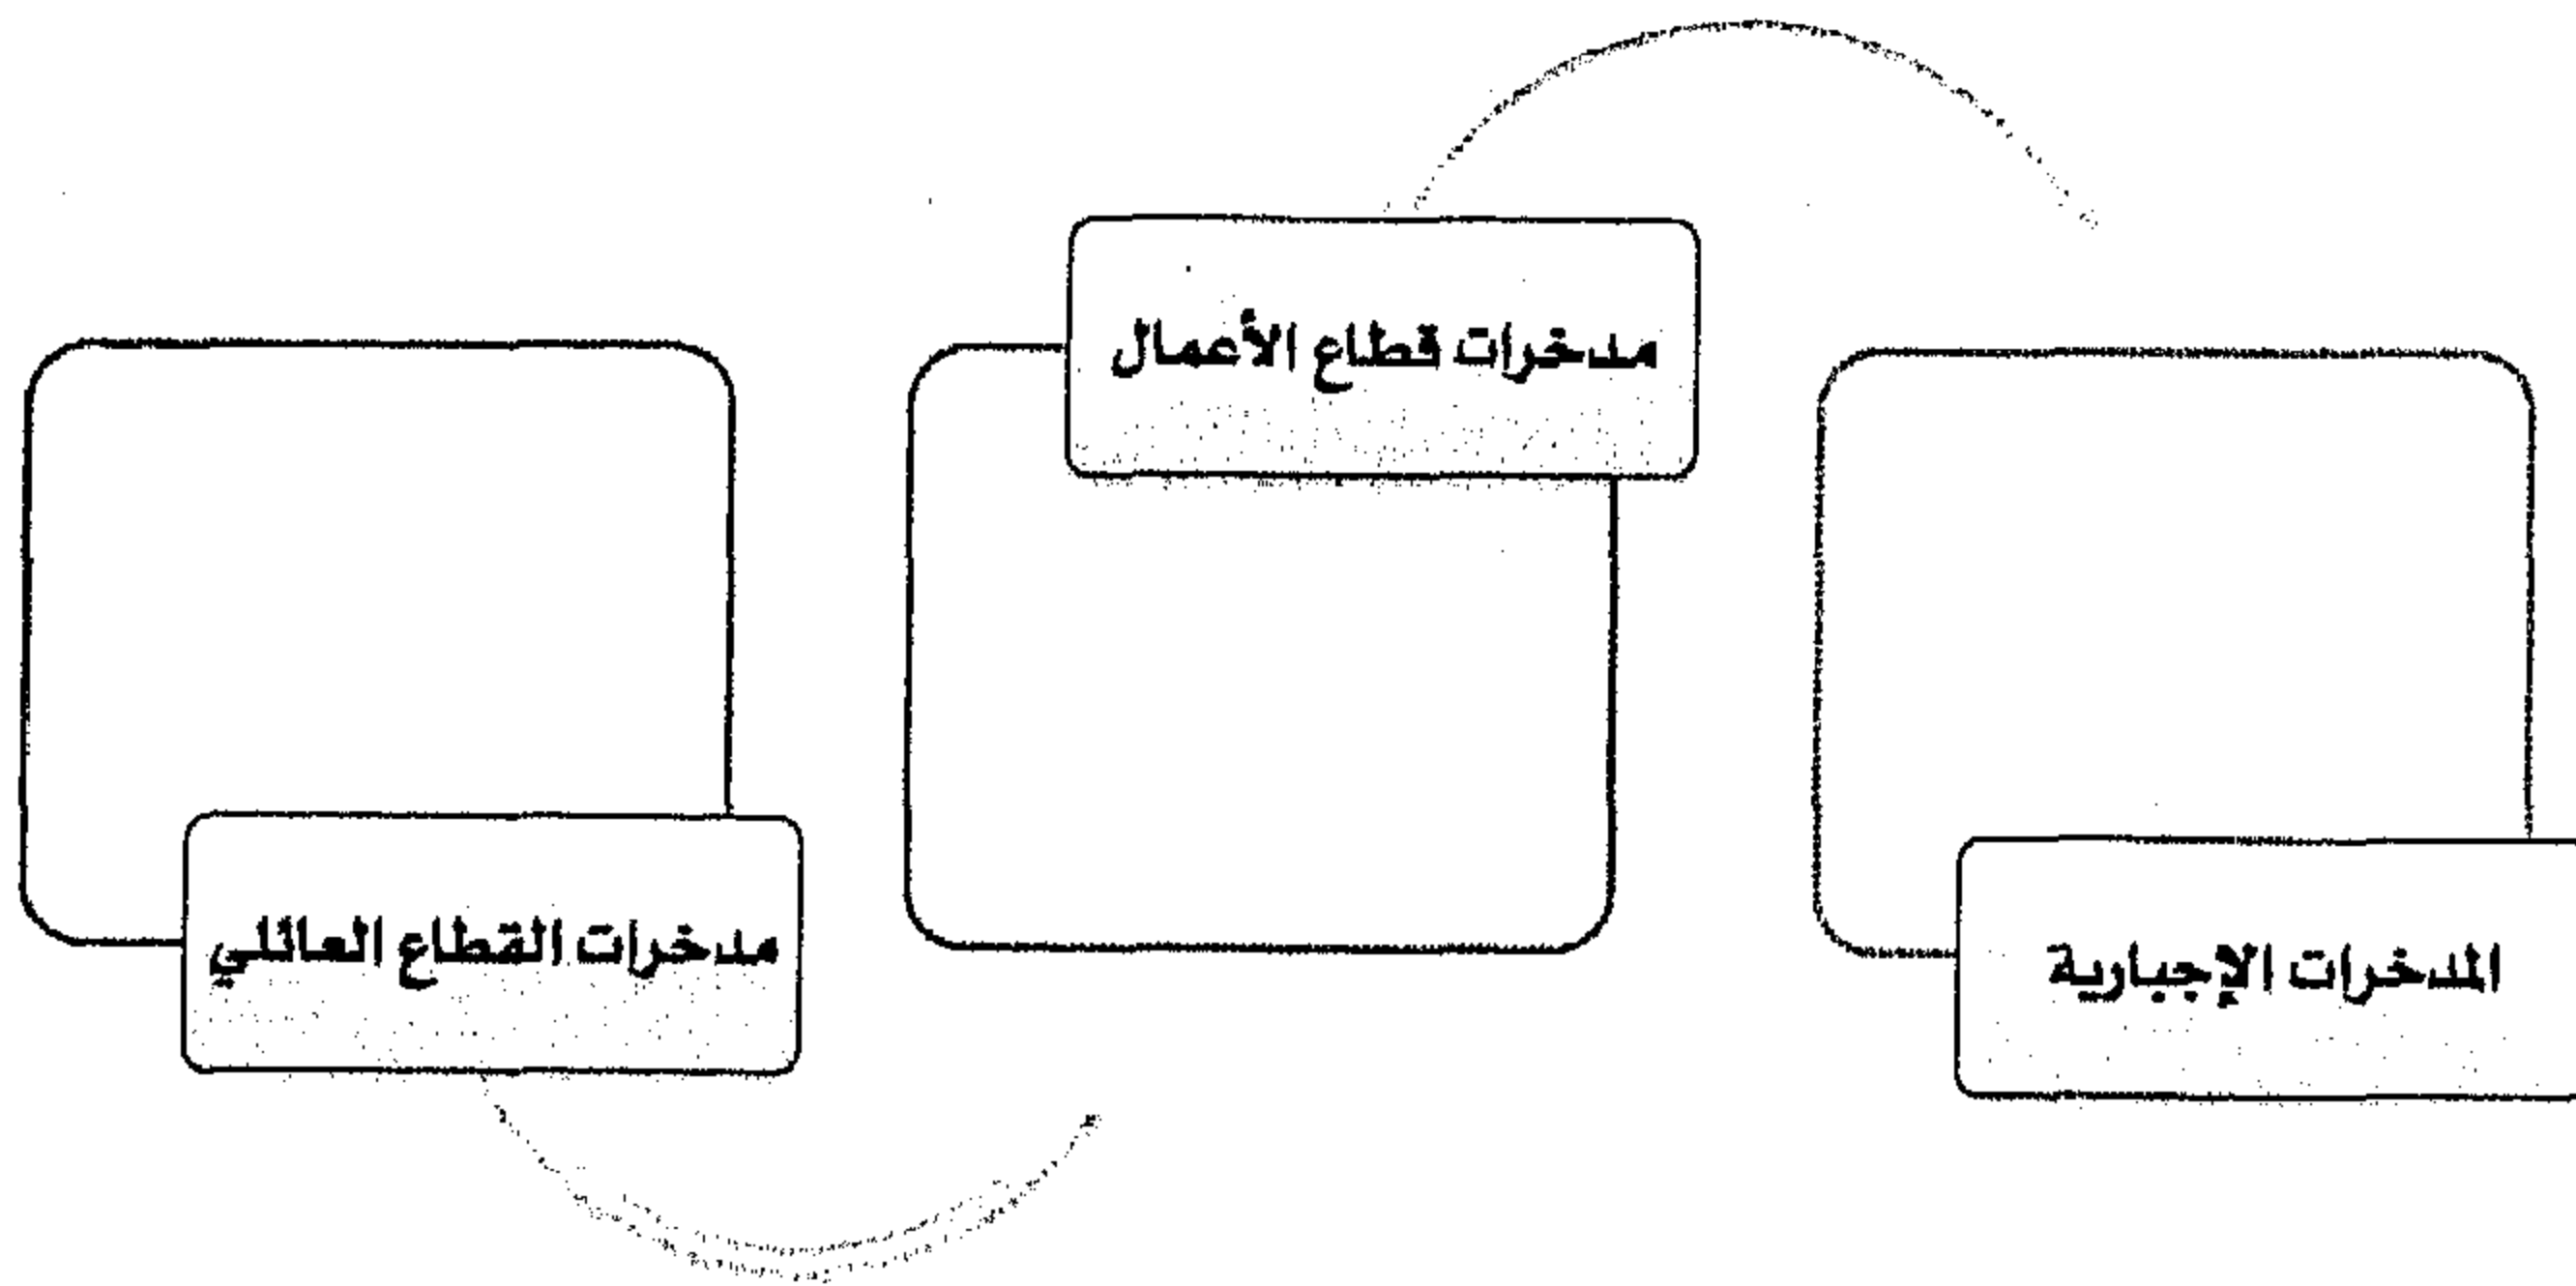 مدخرات قطاع الأعمال
مدخرات القطاع العائلي
المدخرات الإجبارية